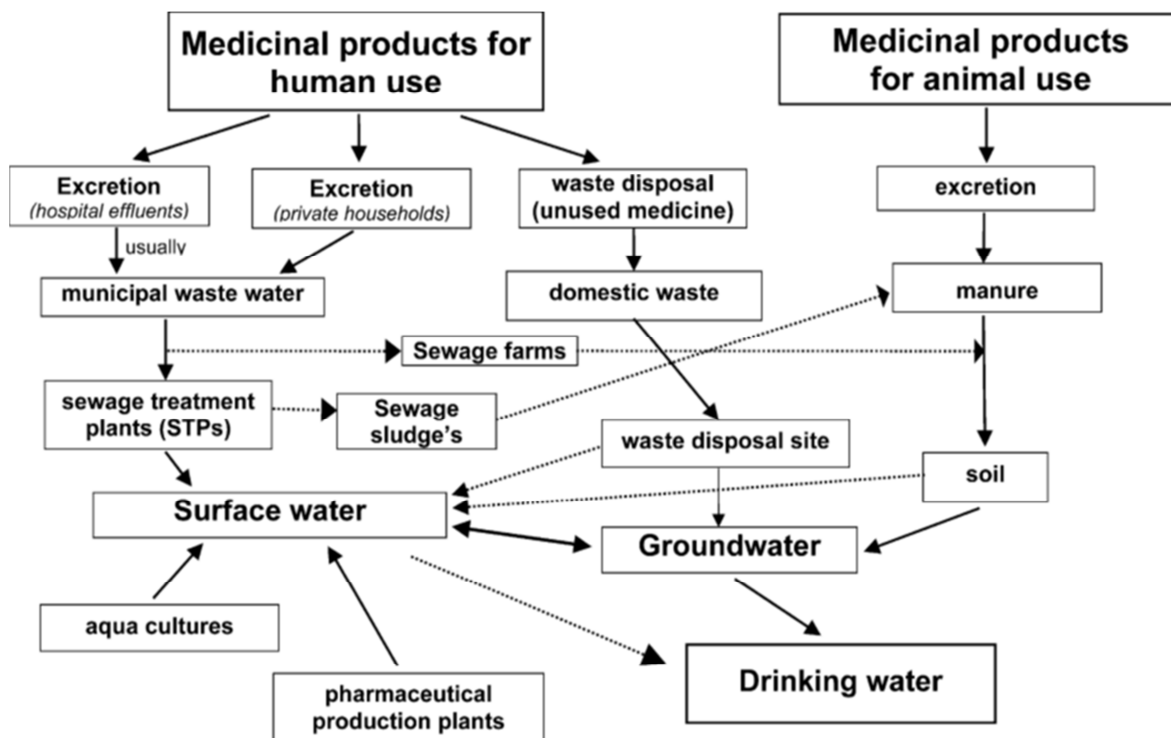 Medicinal products for
human use
Medicinal products
for animal use
Excretion
(hospital effluents)
Excretion
(private households)
waste disposal
(unused medicine)
excretion
usually
municipal waste water
domestic waste
manure
Sewage farms
sewage treatment
plants (STPs)
Sewage
sludge's
waste disposal site
soil
Surface water
Groundwater
aqua cultures
Drinking water
pharmaceutical
production plants